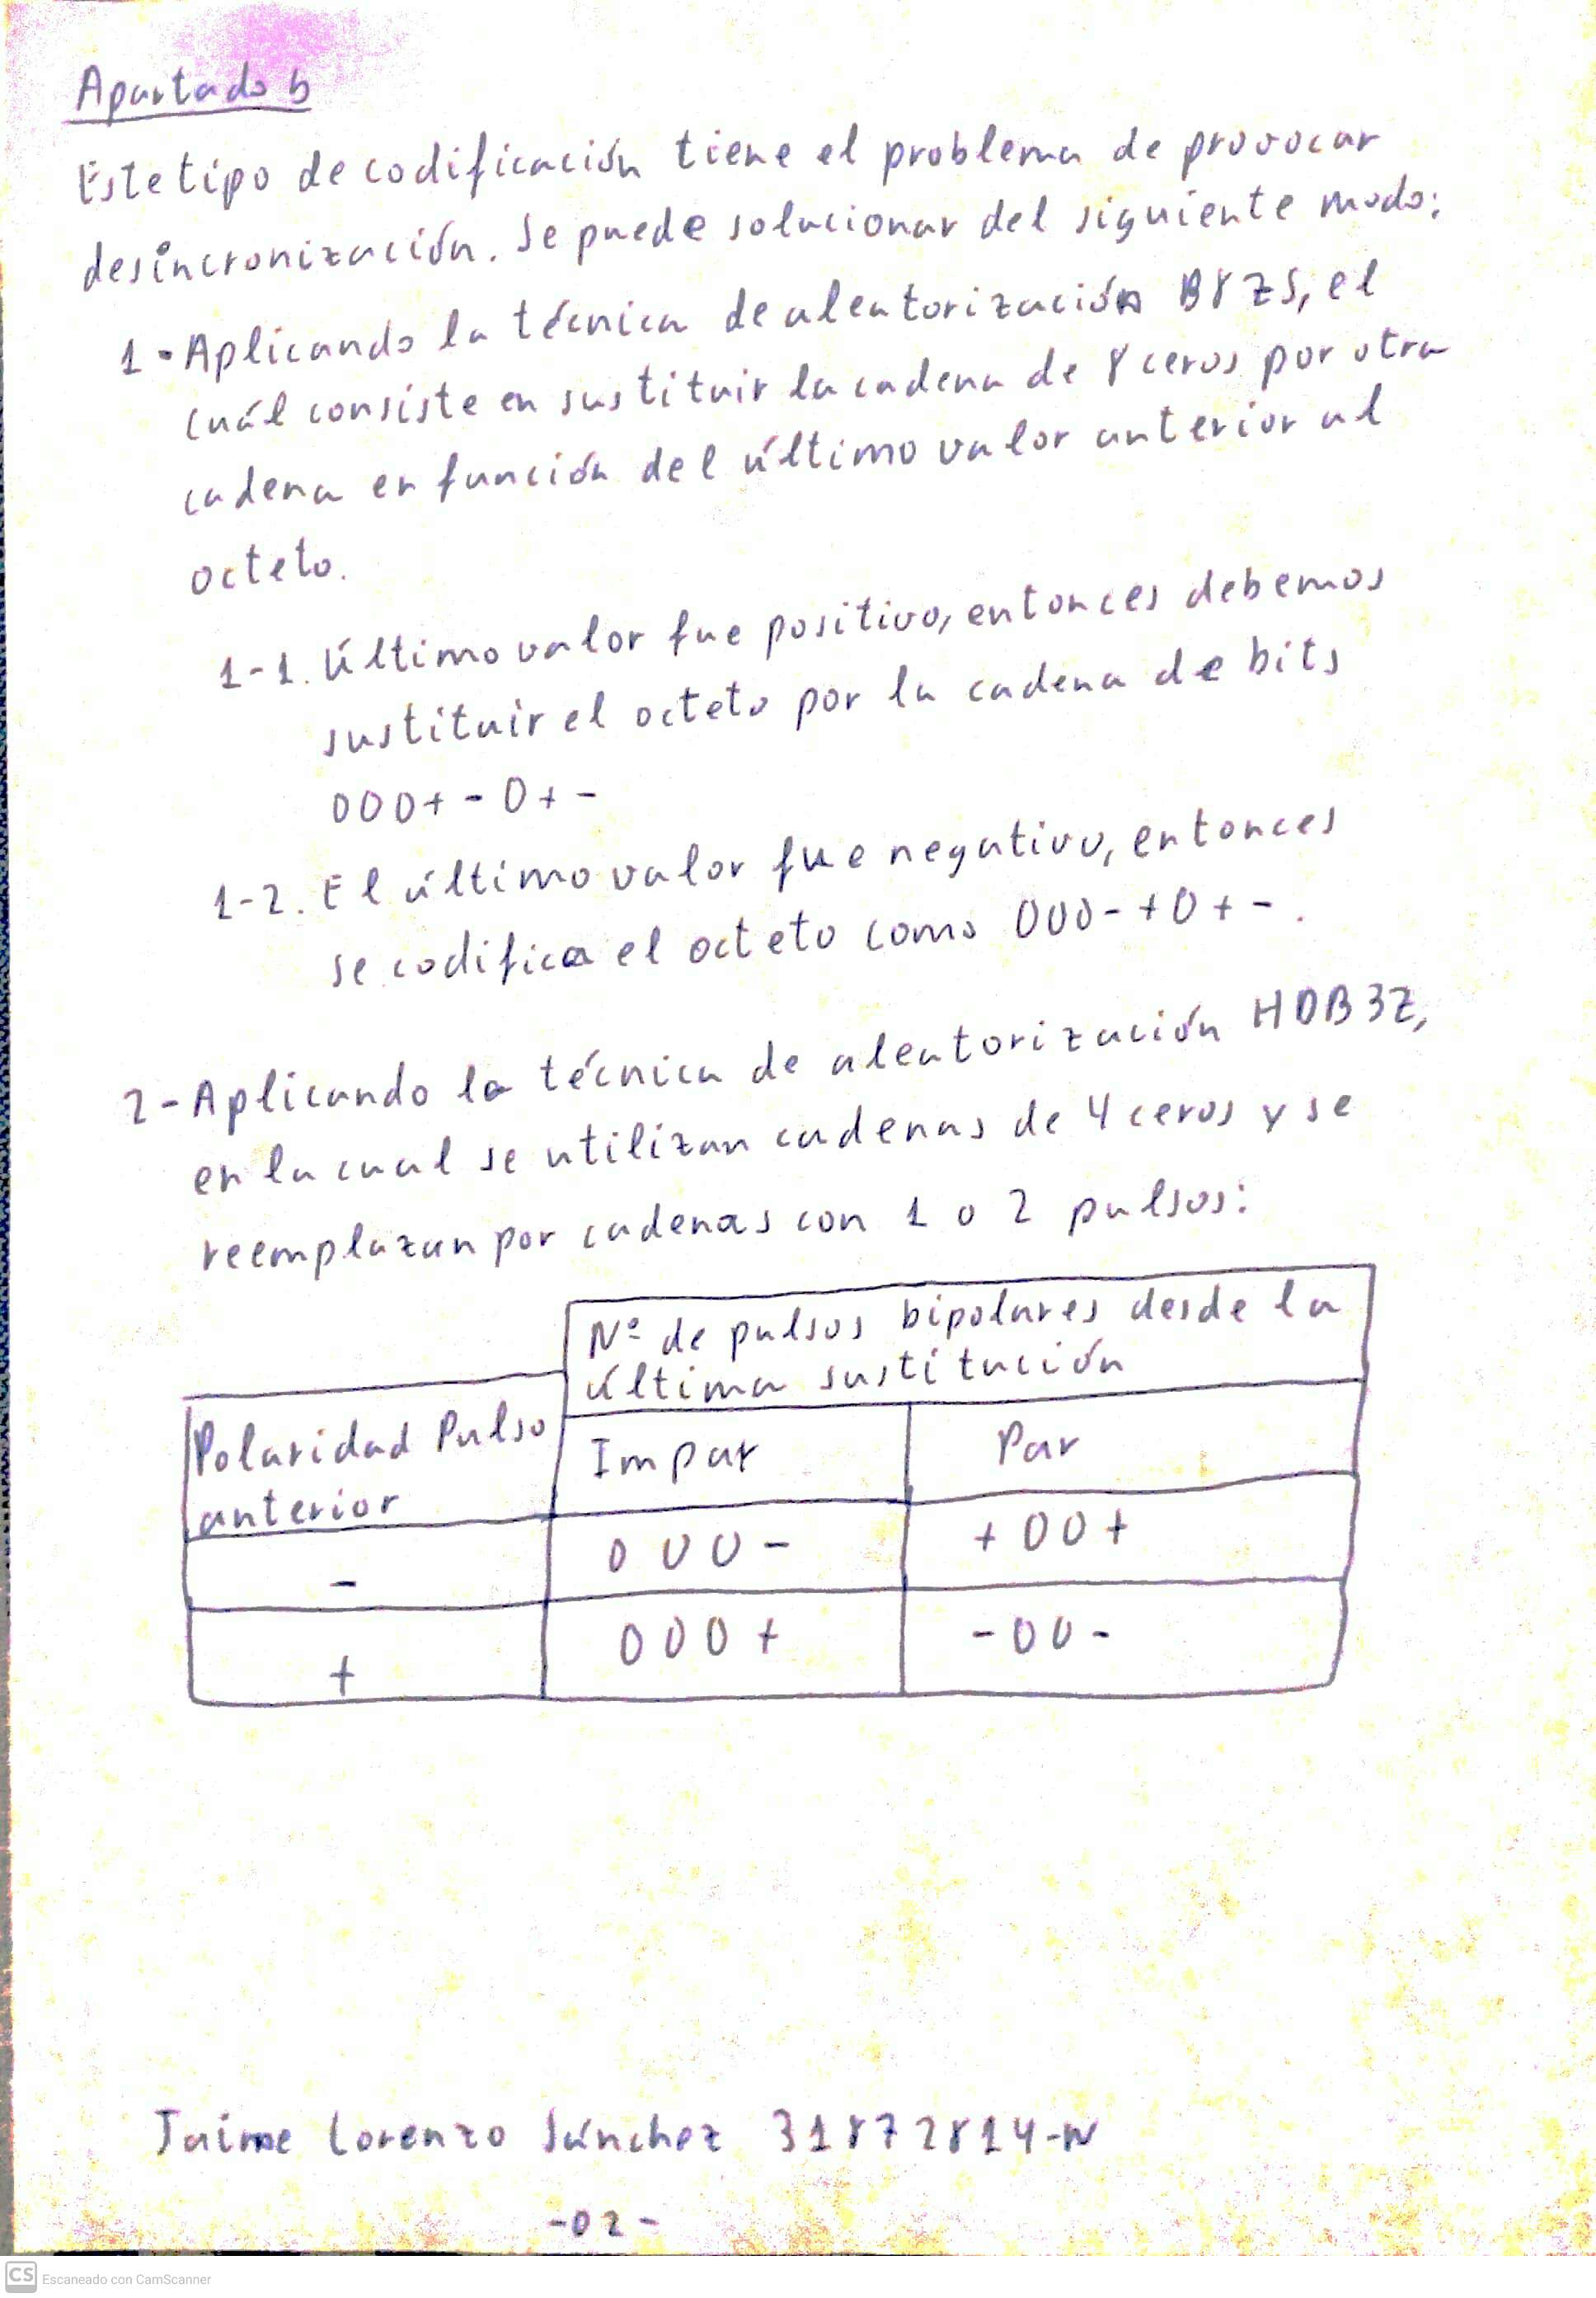 Apartado b
Este tipo de codificación tiene el problema de provocar
desincronización. Se puede solucionar del siguiente modo:
1-Aplicando la técnica de aleatorización B8ZS, el
cuál consiste en sustituir la cadena de 8 ceros por otra
cadena en función del último valor anterior al
octeto.
1-1. Último valor fue positivo, entonces debemos
sustituir el octeto por la cadena de bits
000+-0+-
1-2. El último valor fue negativo, entonces
se codifica el octeto como 000-+0+-.
2-Aplicando la técnica de aleatorización HDB3Z,
en la cual se utilizan cadenas de 4 ceros y se
reemplazan por cadenas con 1 o 2 pulsos:
Nº de pulsos bipolares desde la
última sustitución
Polaridad Pulso
anterior
Impar Par
- 000- +00+
+ 000+ -00-
Jaime Lorenzo Sánchez 31872814-N
-02-
CS Escaneado con CamScanner